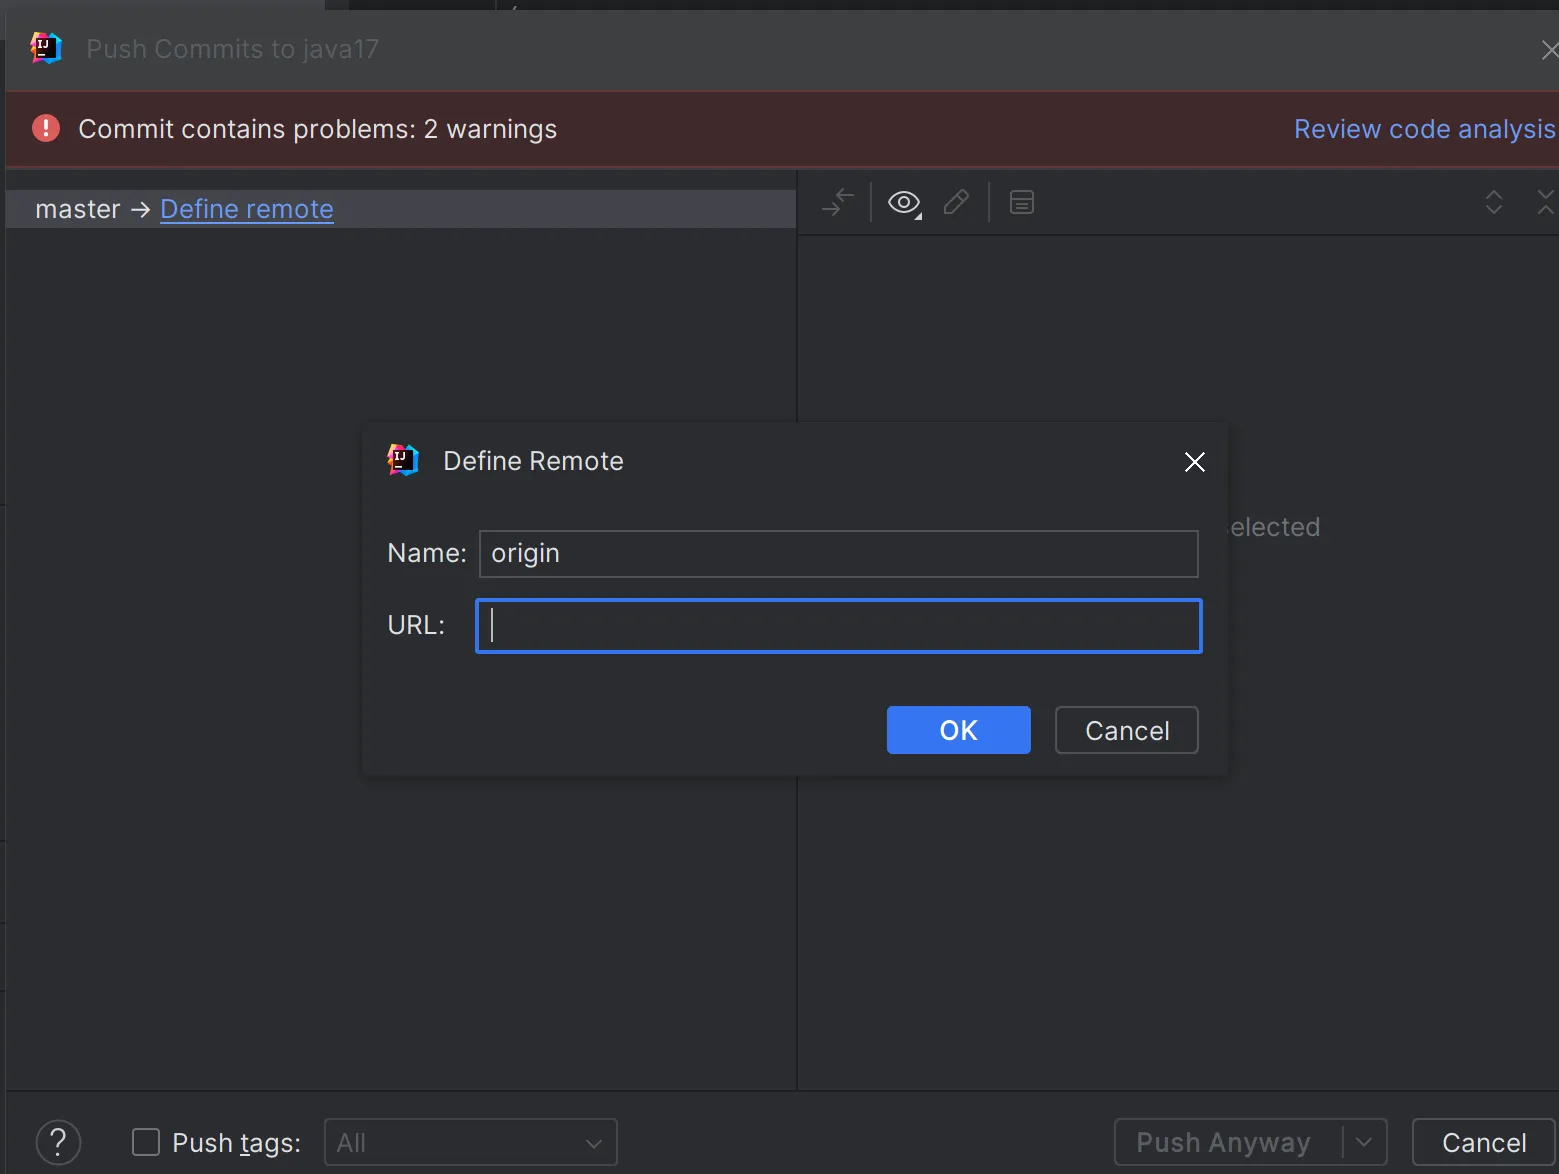 Push Commits to java17
Commit contains problems: 2 warnings
Review code analysis
master → Define remote
Define Remote
Name: origin
URL:
OK
Cancel
selected
? Push tags: All
Push Anyway
Cancel